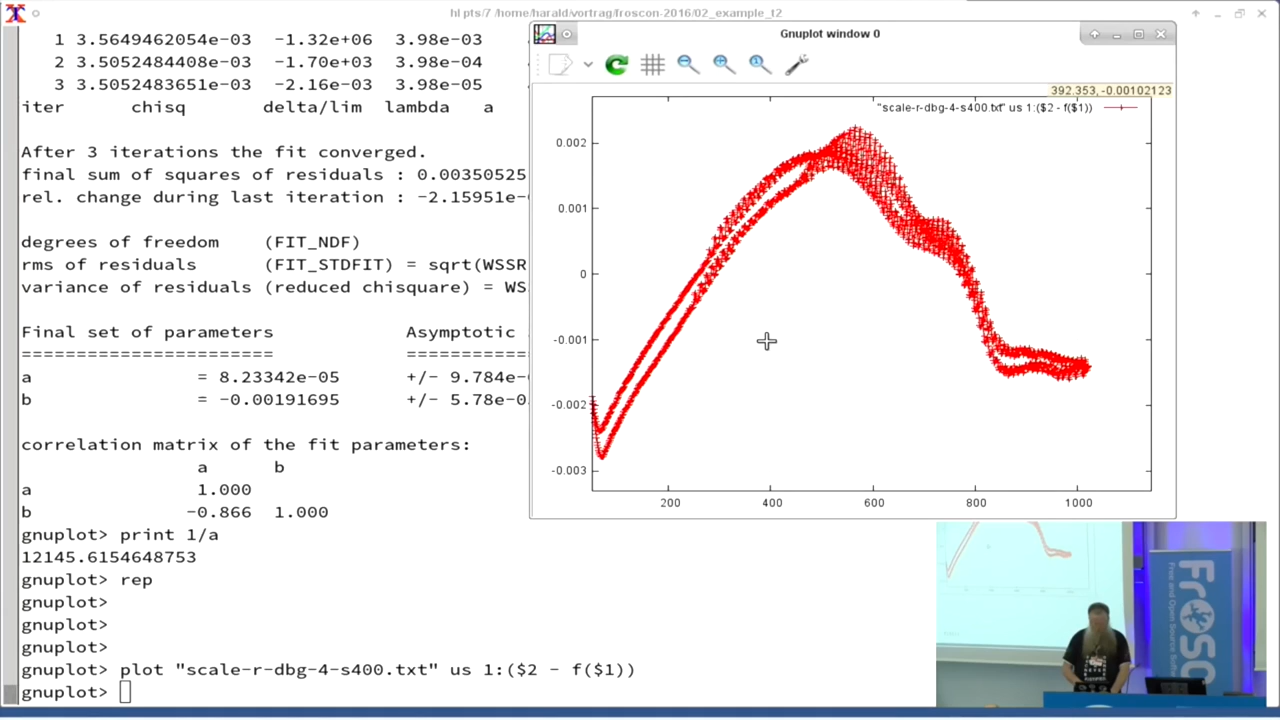 hl pts/7 /home/harald/vortrag/froscon-2016/02_example_t2
1 3.5649462054e-03 -1.32e+06 3.98e-03
2 3.5052484408e-03 -1.70e+03 3.98e-04
3 3.5052483651e-03 -2.16e-03 3.98e-05
iter chisq delta/lim lambda a
After 3 iterations the fit converged.
final sum of squares of residuals : 0.00350525
rel. change during last iteration : -2.15951e-
degrees of freedom (FIT_NDF)
rms of residuals (FIT_STDFIT) = sqrt(WSSR
variance of residuals (reduced chisquare) = WS
Final set of parameters Asymptotic
======================= ==========
a = 8.23342e-05 +/- 9.784e-
b = -0.00191695 +/- 5.78e-0
correlation matrix of the fit parameters:
a b
a 1.000
b -0.866 1.000
gnuplot> print 1/a
12145.6154648753
gnuplot> rep
gnuplot>
gnuplot>
gnuplot>
gnuplot> plot "scale-r-dbg-4-s400.txt" us 1:($2 - f($1))
gnuplot>
Gnuplot window 0
392.353, -0.00102123
"scale-r-dbg-4-s400.txt" us 1:($2 - f($1))
0.002
0.001
0
-0.001
-0.002
-0.003
200 400 600 800 1000
FrOSC
Free and Open Source Softw